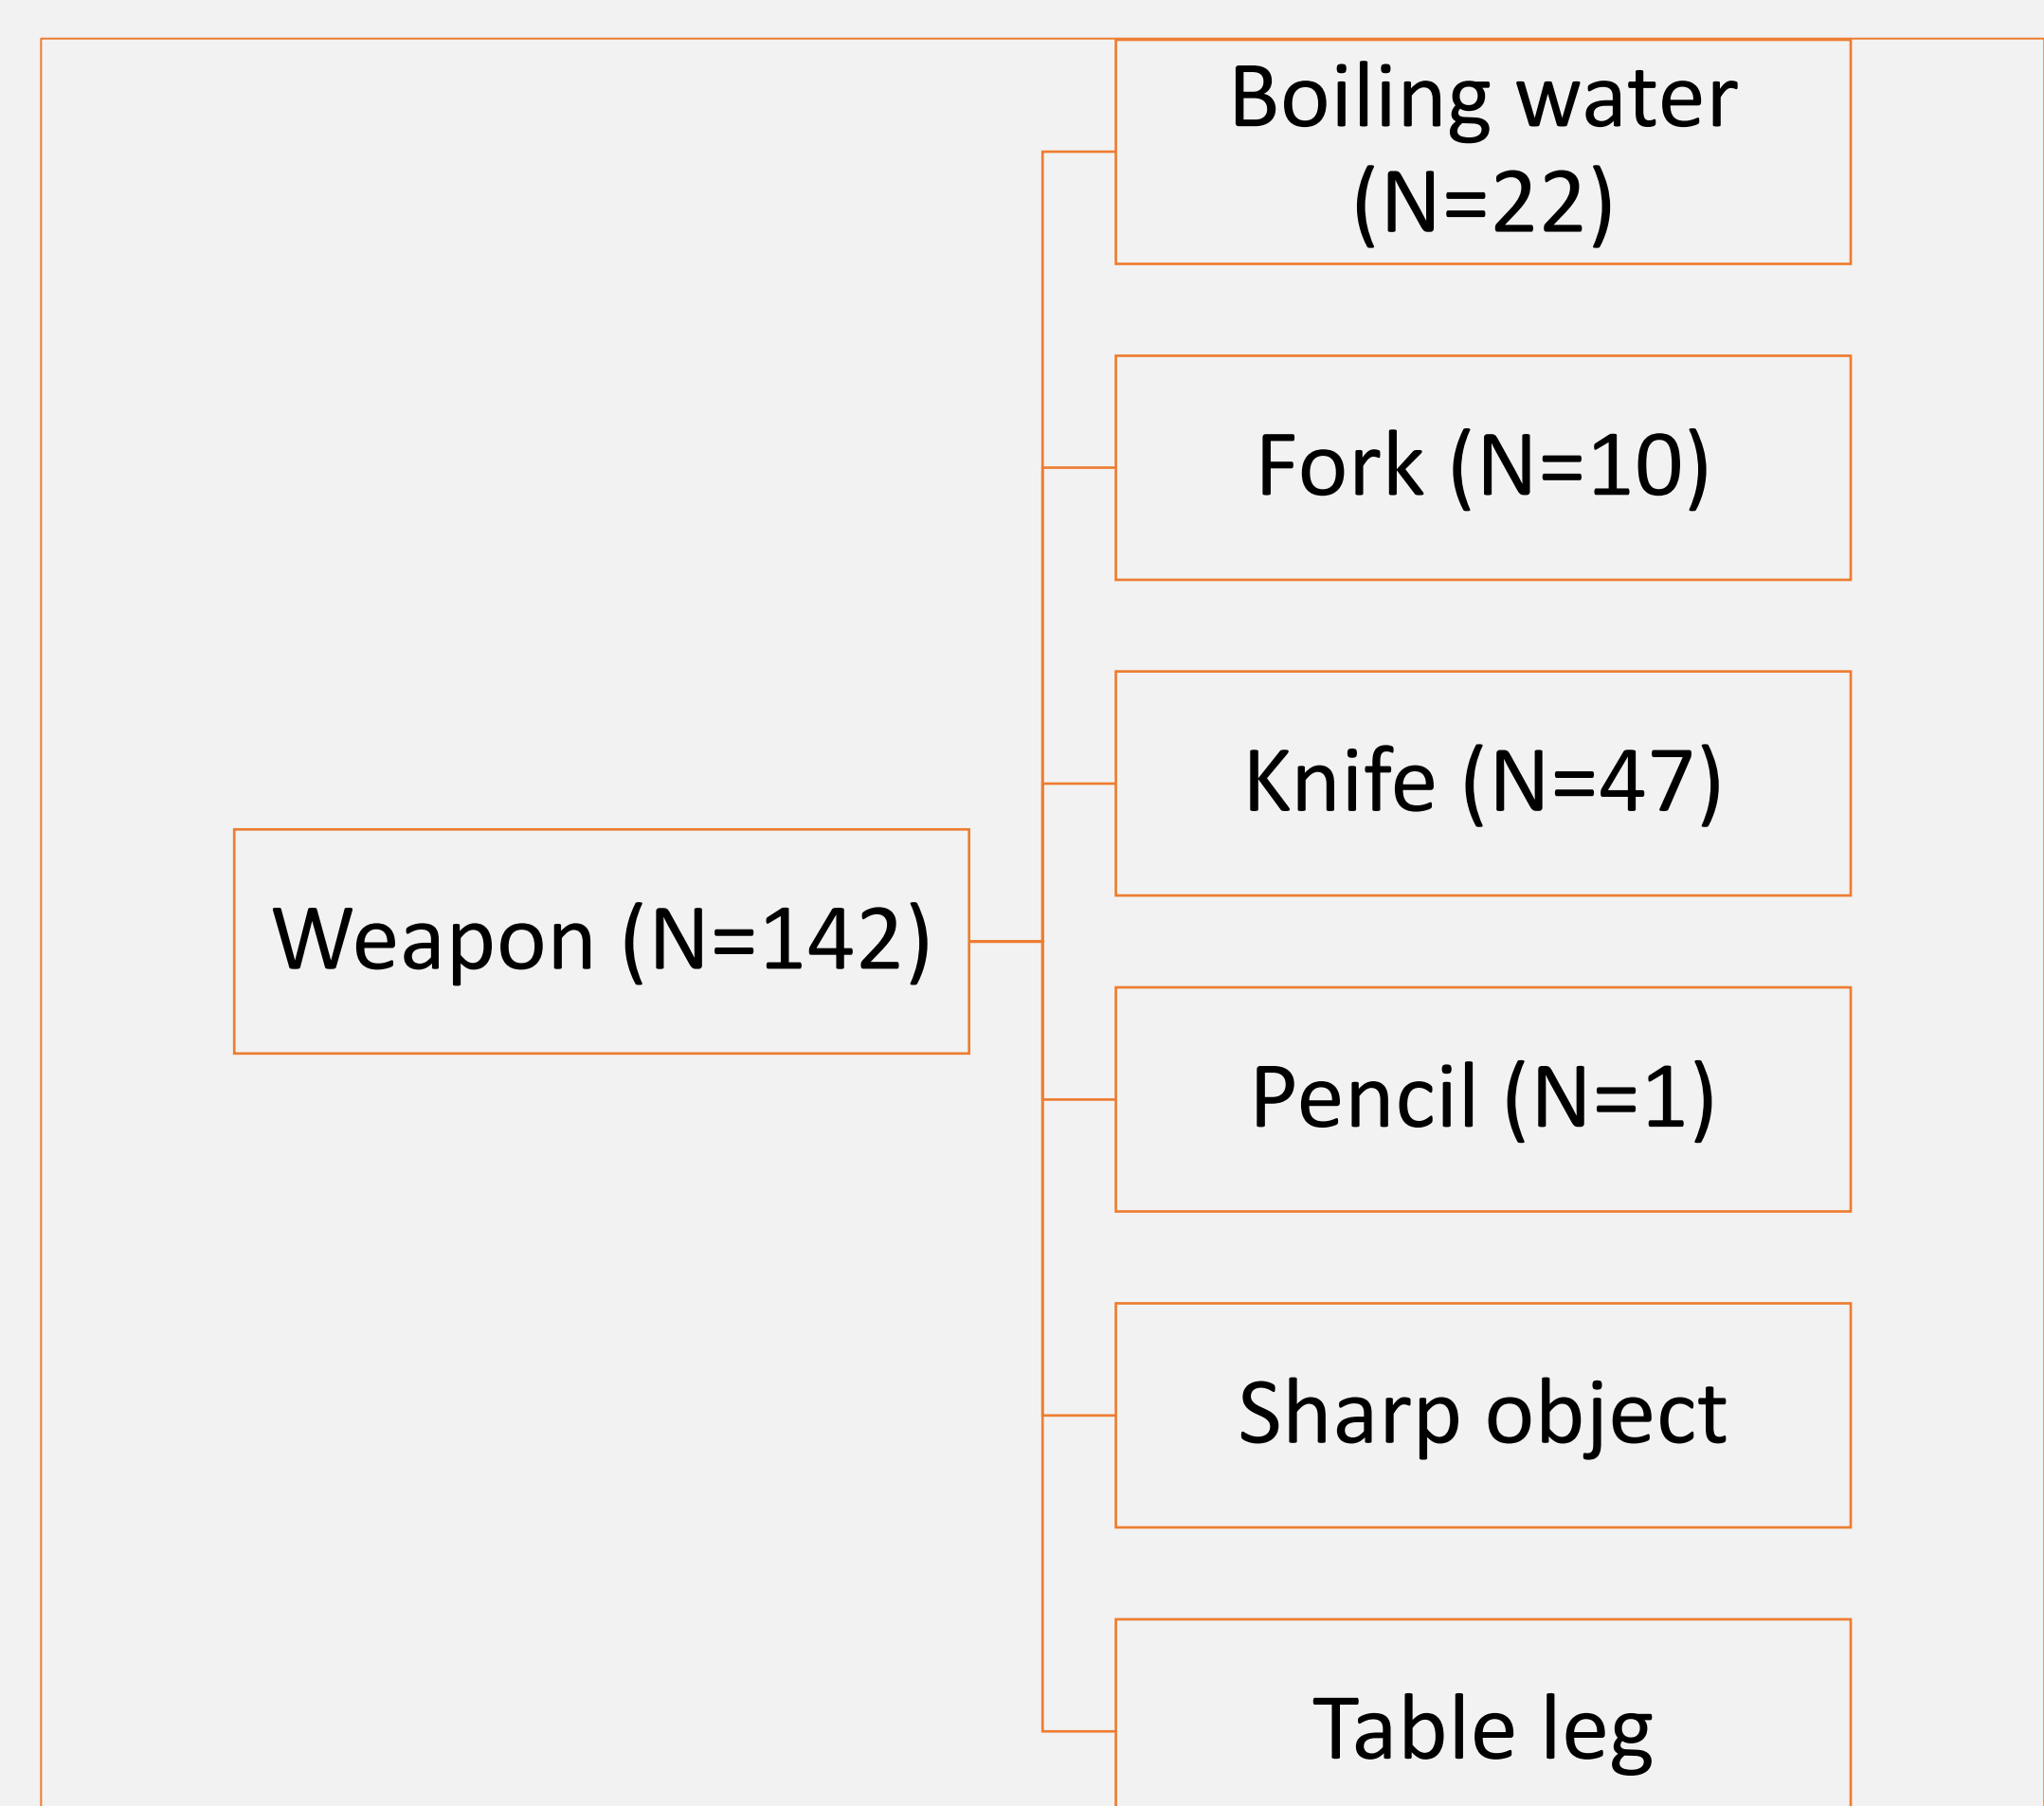 Boiling water
(N=22)
Fork (N=10)
Knife (N=47)
Weapon (N=142)
Pencil (N=1)
Sharp object
Table leg